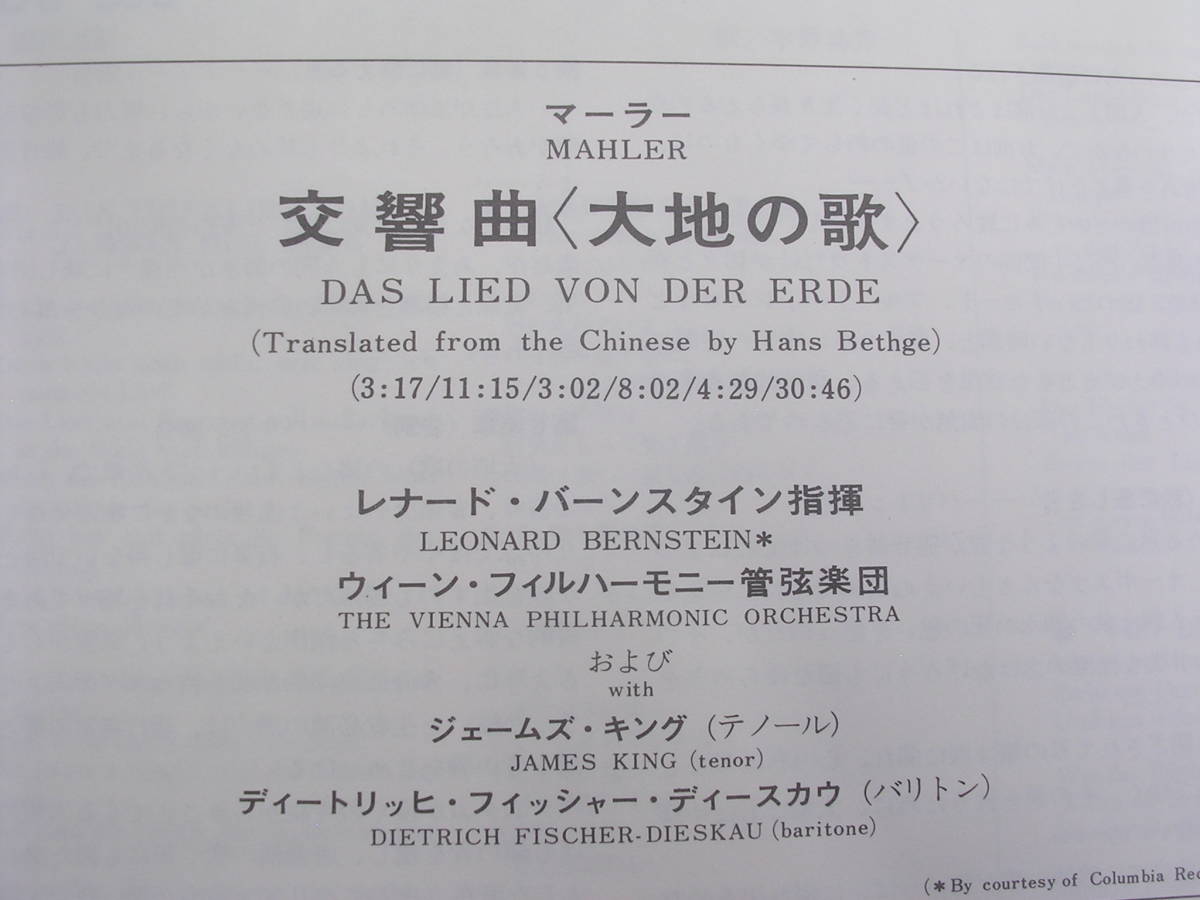 マーラー
MAHLER
交響曲〈大地の歌〉
DAS LIED VON DER ERDE
(Translated from the Chinese by Hans Bethge)
(3:17/11:15/3:02/8:02/4:29/30:46)
レナード・バーンスタイン指揮
LEONARD BERNSTEIN*
ウィーン・フィルハーモニー管弦楽団
THE VIENNA PHILHARMONIC ORCHESTRA
および
with
ジェームズ・キング(テノール)
JAMES KING (tenor)
ディートリッヒ・フィッシャー・ディースカウ(バリトン)
DIETRICH FISCHER-DIESKAU (baritone)
(*By courtesy of Columbia Rec